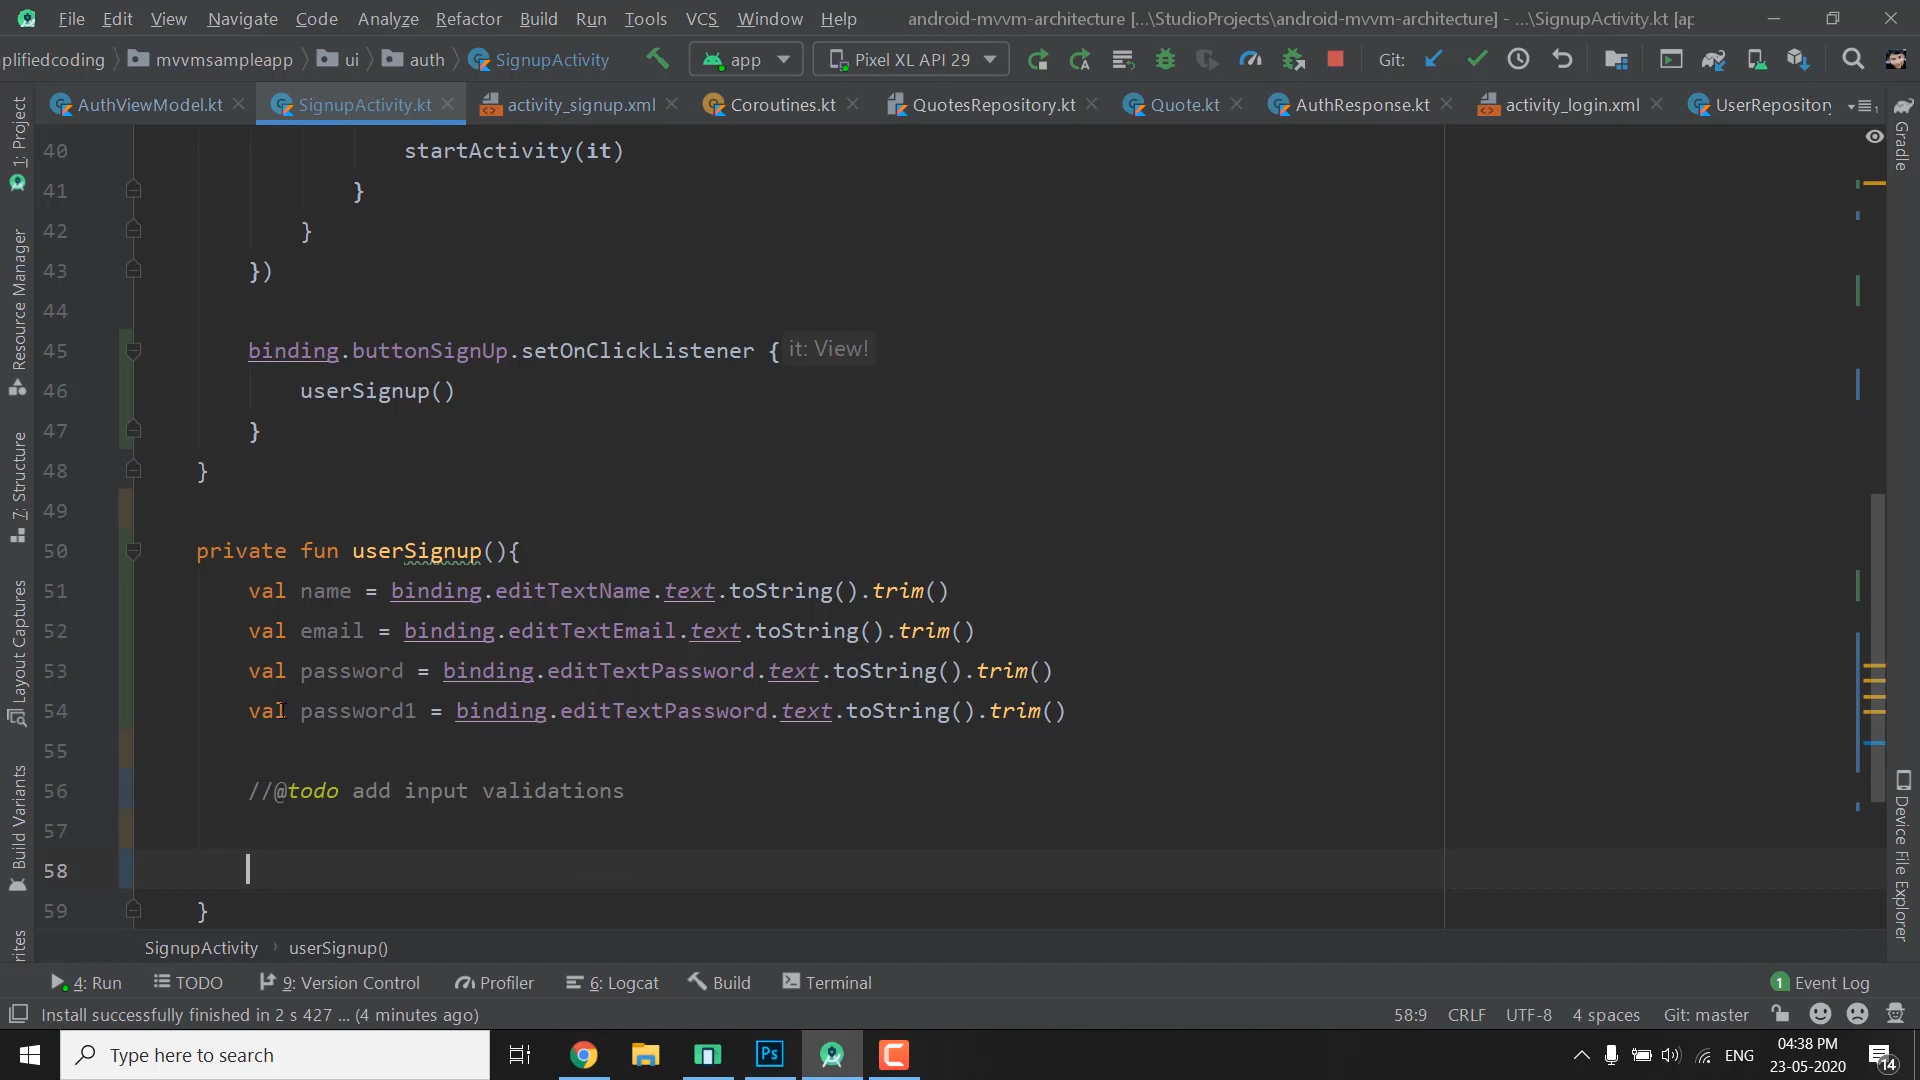 File Edit View Navigate Code Analyze Refactor Build Run Tools VCS Window Help android-mvvm-architecture [...\StudioProjects\android-mvvm-architecture] - ...\SignupActivity.kt [ap
plifiedcoding mvvmsampleapp ui auth SignupActivity app Pixel XL API 29 Git:
AuthViewModel.kt SignupActivity.kt activity_signup.xml Coroutines.kt QuotesRepository.kt Quote.kt AuthResponse.kt activity_login.xml UserRepository
1: Project
Resource Manager
7: Structure
Layout Captures
Build Variants
rites
40 startActivity(it)
41 }
42 }
43 })
44
45 binding.buttonSignUp.setOnClickListener { it: View!
46 userSignup()
47 }
48 }
49
50 private fun userSignup(){
51 val name = binding.editTextName.text.toString().trim()
52 val email = binding.editTextEmail.text.toString().trim()
53 val password = binding.editTextPassword.text.toString().trim()
54 val password1 = binding.editTextPassword.text.toString().trim()
55
56 //@todo add input validations
57
58
59 }
Gradle
Device File Explorer
SignupActivity userSignup()
4: Run TODO 9: Version Control Profiler 6: Logcat Build Terminal 1 Event Log
Install successfully finished in 2 s 427 ... (4 minutes ago) 58:9 CRLF UTF-8 4 spaces Git: master
Type here to search Ps ENG 04:38 PM
23-05-2020 14